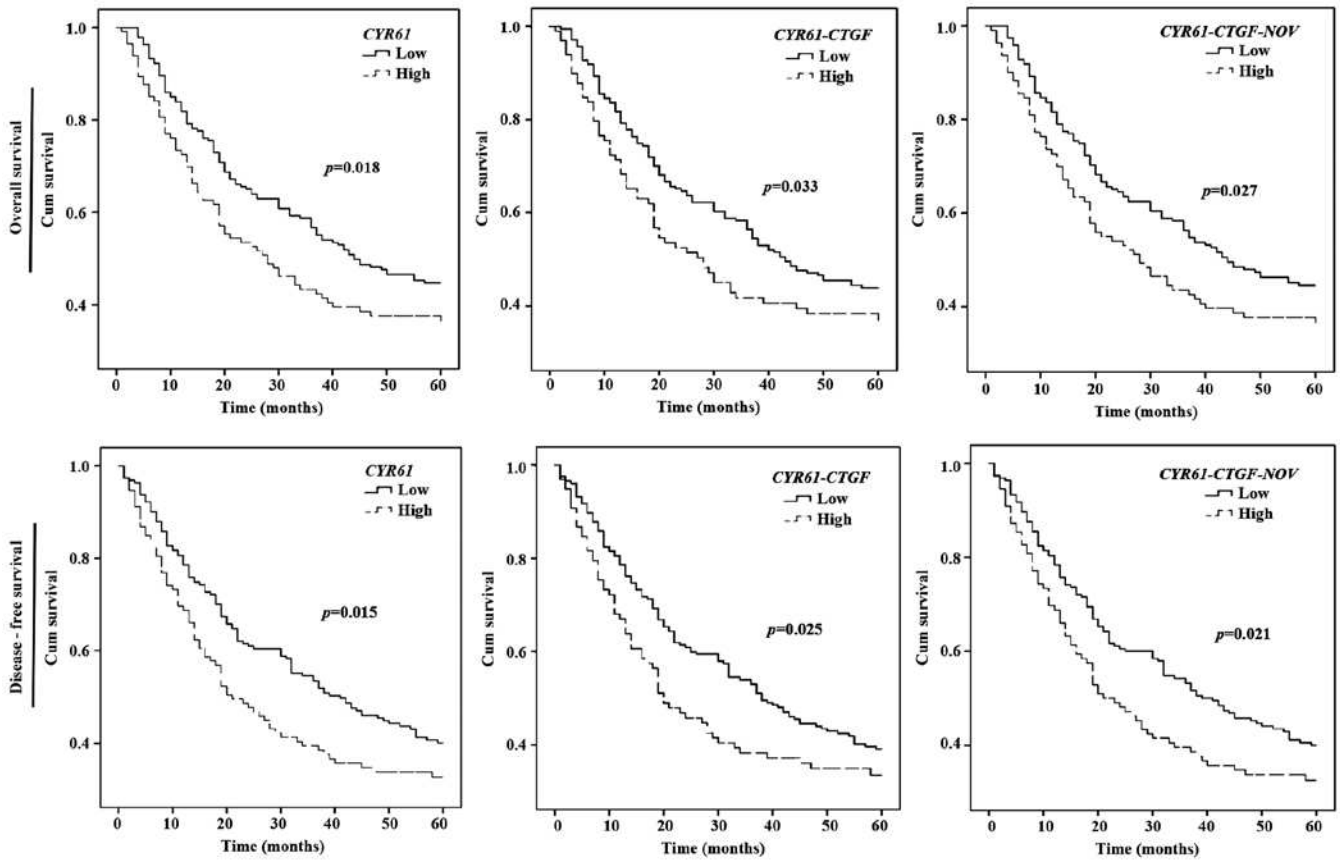 Overall survival
Cum survival
1.0
0.8
0.6
0.4
CYR61
Low
High
p=0.018
0 10 20 30 40 50 60
Time (months)
Cum survival
1.0
0.8
0.6
0.4
CYR61-CTGF
Low
High
p=0.033
0 10 20 30 40 50 60
Time (months)
Cum survival
1.0
0.8
0.6
0.4
CYR61-CTGF-NOV
Low
High
p=0.027
0 10 20 30 40 50 60
Time (months)
Disease - free survival
Cum survival
1.0
0.8
0.6
0.4
CYR61
Low
High
p=0.015
0 10 20 30 40 50 60
Time (months)
Cum survival
1.0
0.8
0.6
0.4
CYR61-CTGF
Low
High
p=0.025
0 10 20 30 40 50 60
Time (months)
Cum survival
1.0
0.8
0.6
0.4
CYR61-CTGF-NOV
Low
High
p=0.021
0 10 20 30 40 50 60
Time (months)